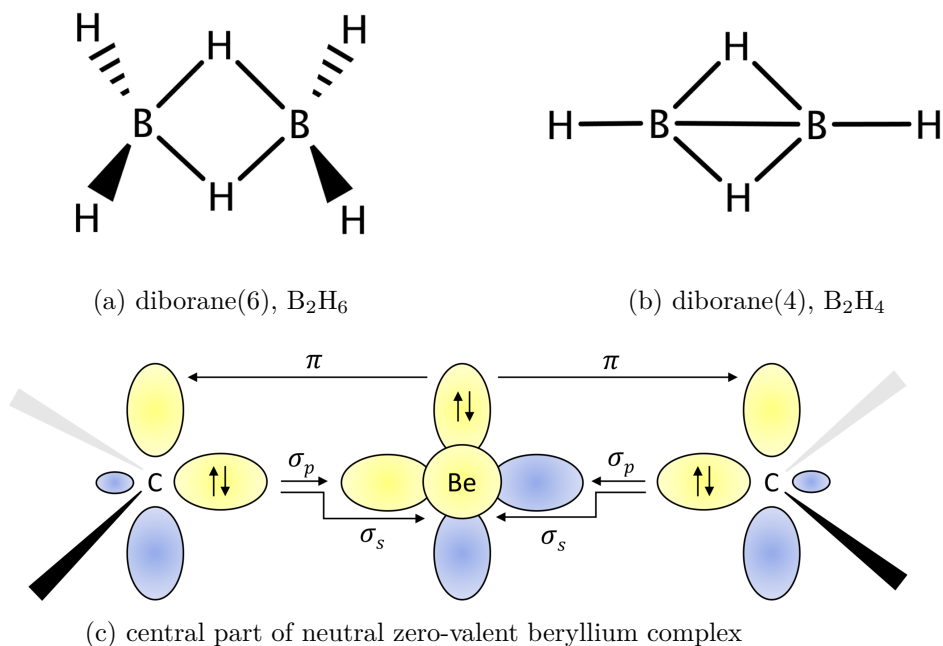 H H H H
B B H B B H
H H H H
(a) diborane(6), B₂H₆ (b) diborane(4), B₂H₄
π π
C σₚ Be σₚ C
σₛ σₛ
(c) central part of neutral zero-valent beryllium complex